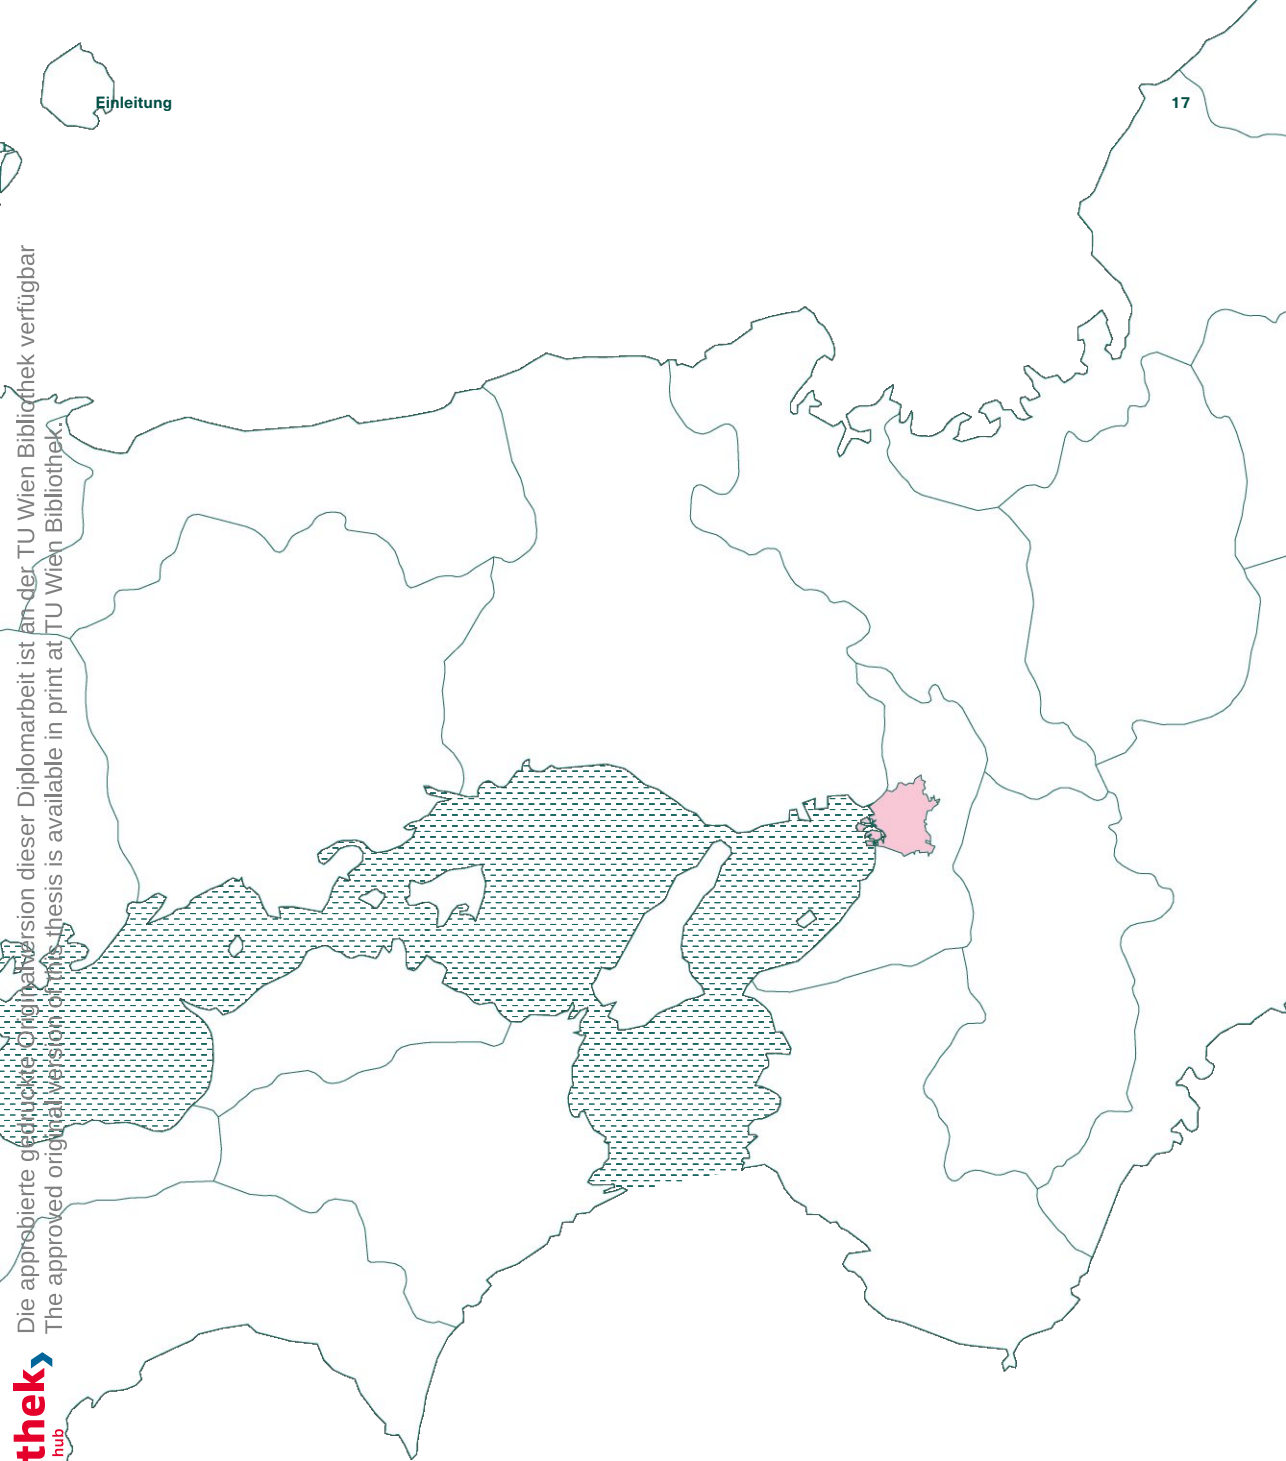 Einleitung
17
Die approbierte gedruckte Originalversion dieser Diplomarbeit ist an der TU Wien Bibliothek verfügbar
The approved original version of this thesis is available in print at TU Wien Bibliothek.
thek
hub